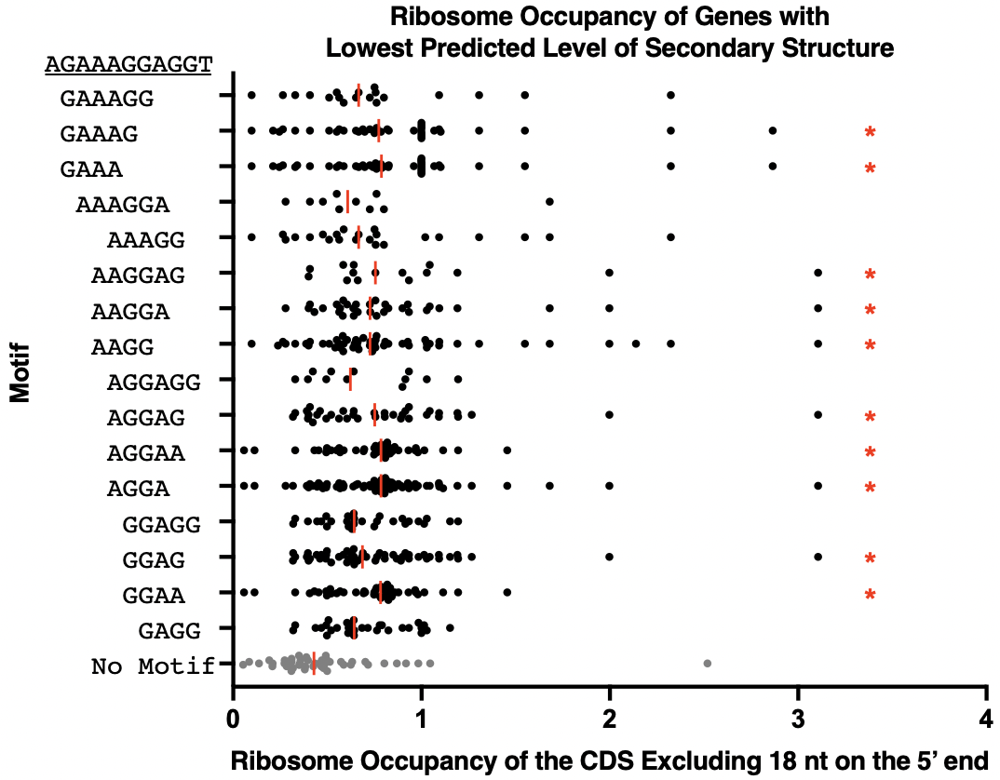 Ribosome Occupancy of Genes with
Lowest Predicted Level of Secondary Structure
AGAAAGGAGGT
GAAAGG
GAAAG *
GAAA *
AAAGGA
AAAGG
AAGGAG *
AAGGA *
AAGG *
AGGAGG
AGGAG *
AGGAA *
AGGA *
GGAGG
GGAG *
GGAA *
GAGG
No Motif
Motif
0 1 2 3 4
Ribosome Occupancy of the CDS Excluding 18 nt on the 5’ end